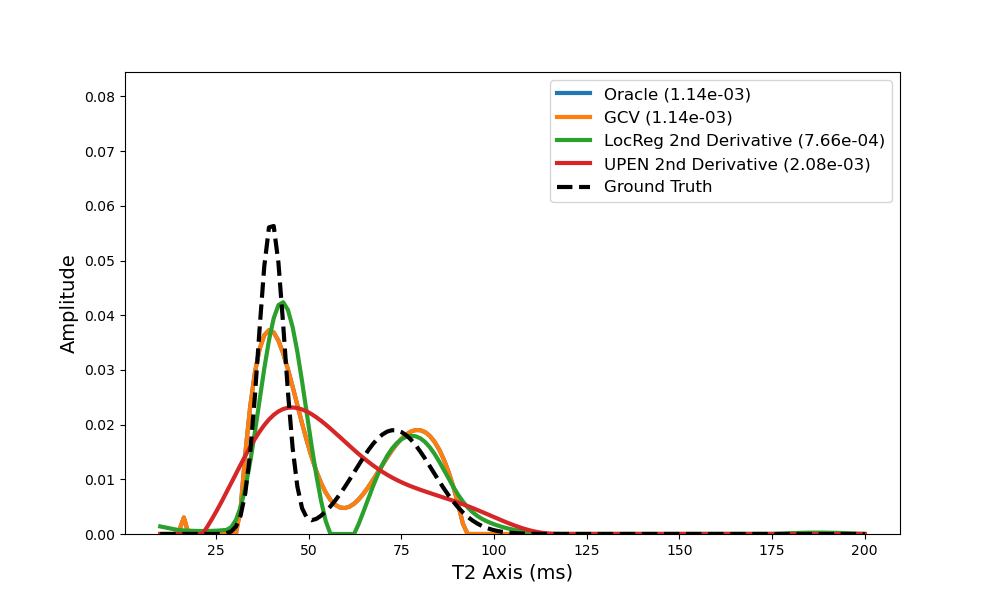 Oracle (1.14e-03)
GCV (1.14e-03)
LocReg 2nd Derivative (7.66e-04)
UPEN 2nd Derivative (2.08e-03)
Ground Truth
Amplitude
0.08
0.07
0.06
0.05
0.04
0.03
0.02
0.01
0.00
25 50 75 100 125 150 175 200
T2 Axis (ms)